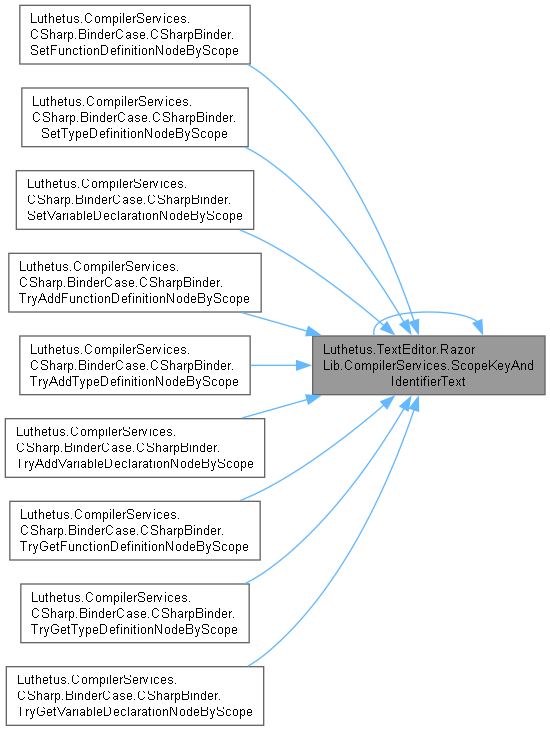 Luthetus.CompilerServices.
CSharp.BinderCase.CSharpBinder.
SetFunctionDefinitionNodeByScope
Luthetus.CompilerServices.
CSharp.BinderCase.CSharpBinder.
SetTypeDefinitionNodeByScope
Luthetus.CompilerServices.
CSharp.BinderCase.CSharpBinder.
SetVariableDeclarationNodeByScope
Luthetus.CompilerServices.
CSharp.BinderCase.CSharpBinder.
TryAddFunctionDefinitionNodeByScope
Luthetus.CompilerServices.
CSharp.BinderCase.CSharpBinder.
TryAddTypeDefinitionNodeByScope
Luthetus.CompilerServices.
CSharp.BinderCase.CSharpBinder.
TryAddVariableDeclarationNodeByScope
Luthetus.CompilerServices.
CSharp.BinderCase.CSharpBinder.
TryGetFunctionDefinitionNodeByScope
Luthetus.CompilerServices.
CSharp.BinderCase.CSharpBinder.
TryGetTypeDefinitionNodeByScope
Luthetus.CompilerServices.
CSharp.BinderCase.CSharpBinder.
TryGetVariableDeclarationNodeByScope
Luthetus.TextEditor.Razor
Lib.CompilerServices.ScopeKeyAnd
IdentifierText